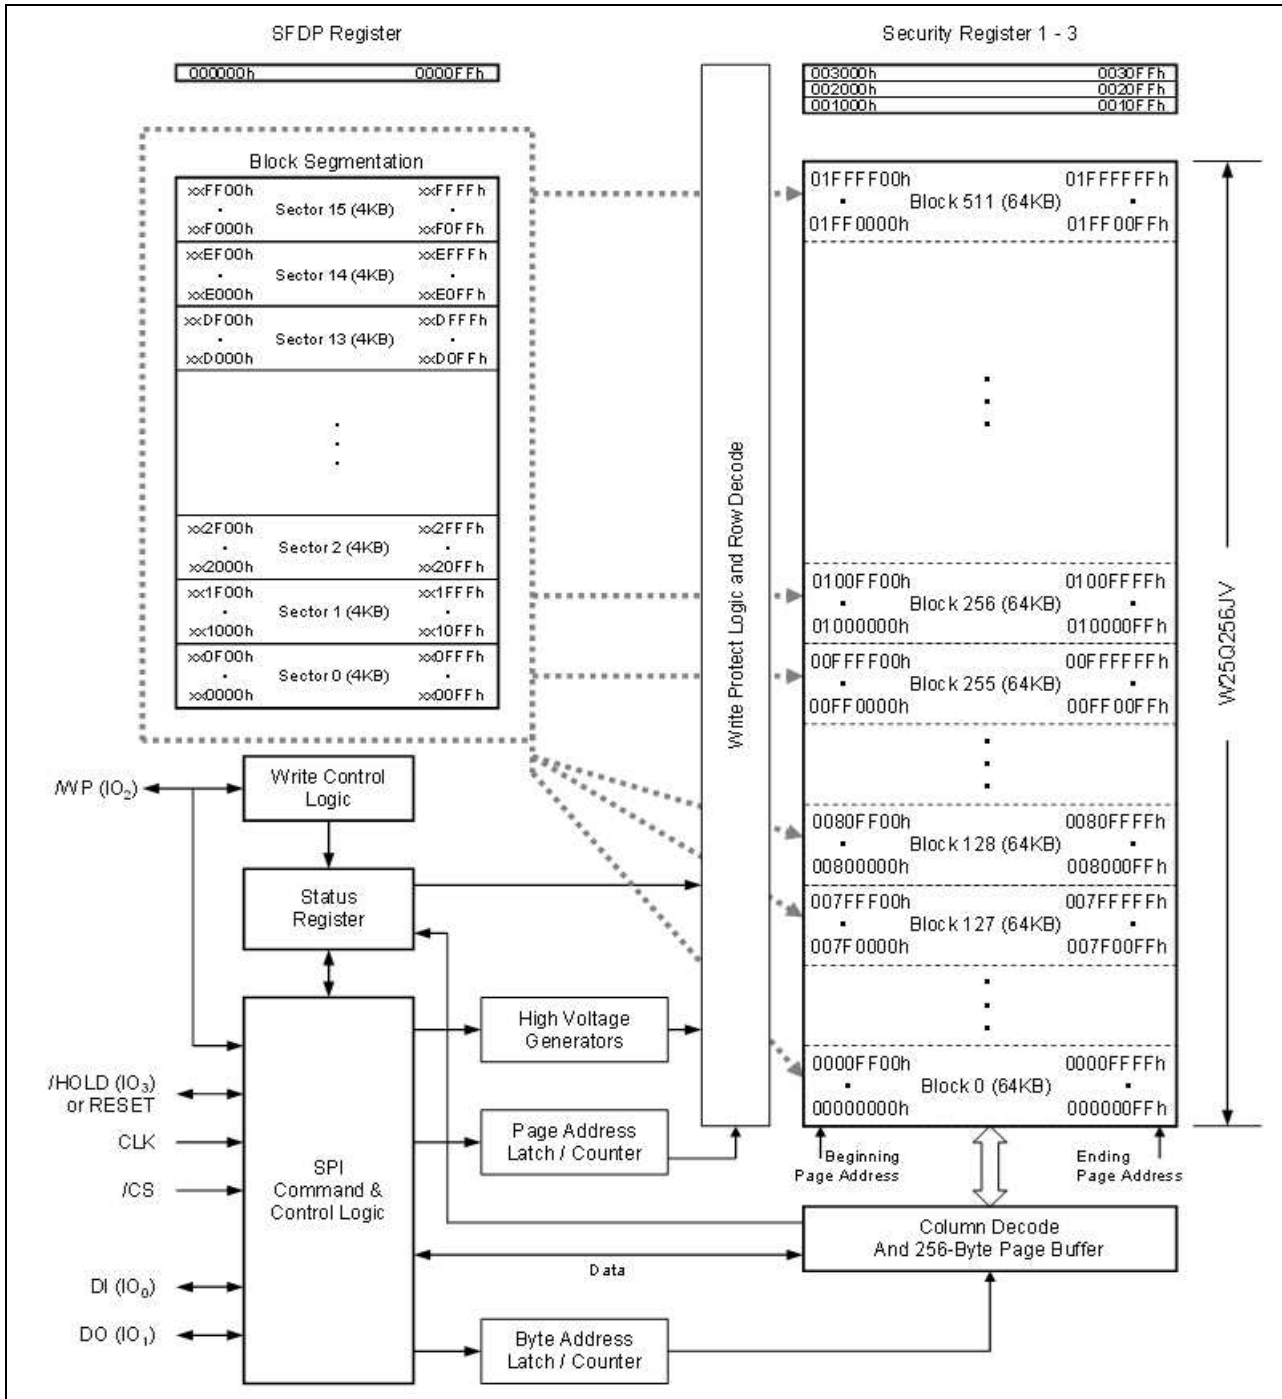 SFDP Register
000000h 0000FFh
Block Segmentation
xxFF00h xxFFFFh
Sector 15 (4KB)
xxF000h xxF0FFh
xxEF00h xxEFFFh
Sector 14 (4KB)
xxE000h xxE0FFh
xxDF00h xxDFFFh
Sector 13 (4KB)
xxD000h xxD0FFh
xx2F00h xx2FFFh
Sector 2 (4KB)
xx2000h xx20FFh
xx1F00h xx1FFFh
Sector 1 (4KB)
xx1000h xx10FFh
xx0F00h xx0FFFh
Sector 0 (4KB)
xx0000h xx00FFh
Security Register 1 - 3
003000h 0030FFh
002000h 0020FFh
001000h 0010FFh
01FFFF00h 01FFFFFFh
Block 511 (64KB)
01FF0000h 01FF00FFh
0100FF00h 0100FFFFh
Block 256 (64KB)
01000000h 010000FFh
00FFFF00h 00FFFFFFh
Block 255 (64KB)
00FF0000h 00FF00FFh
0080FF00h 0080FFFFh
Block 128 (64KB)
00800000h 008000FFh
007FFF00h 007FFFFFh
Block 127 (64KB)
007F0000h 007F00FFh
0000FF00h 0000FFFFh
Block 0 (64KB)
00000000h 000000FFh
Beginning
Page Address
Ending
Page Address
Write Protect Logic and Row Decode
W25Q256JV
/WP (IO2)
Write Control
Logic
Status
Register
/HOLD (IO3)
or RESET
CLK
/CS
DI (IO0)
DO (IO1)
SPI
Command &
Control Logic
High Voltage
Generators
Page Address
Latch / Counter
Column Decode
And 256-Byte Page Buffer
Data
Byte Address
Latch / Counter